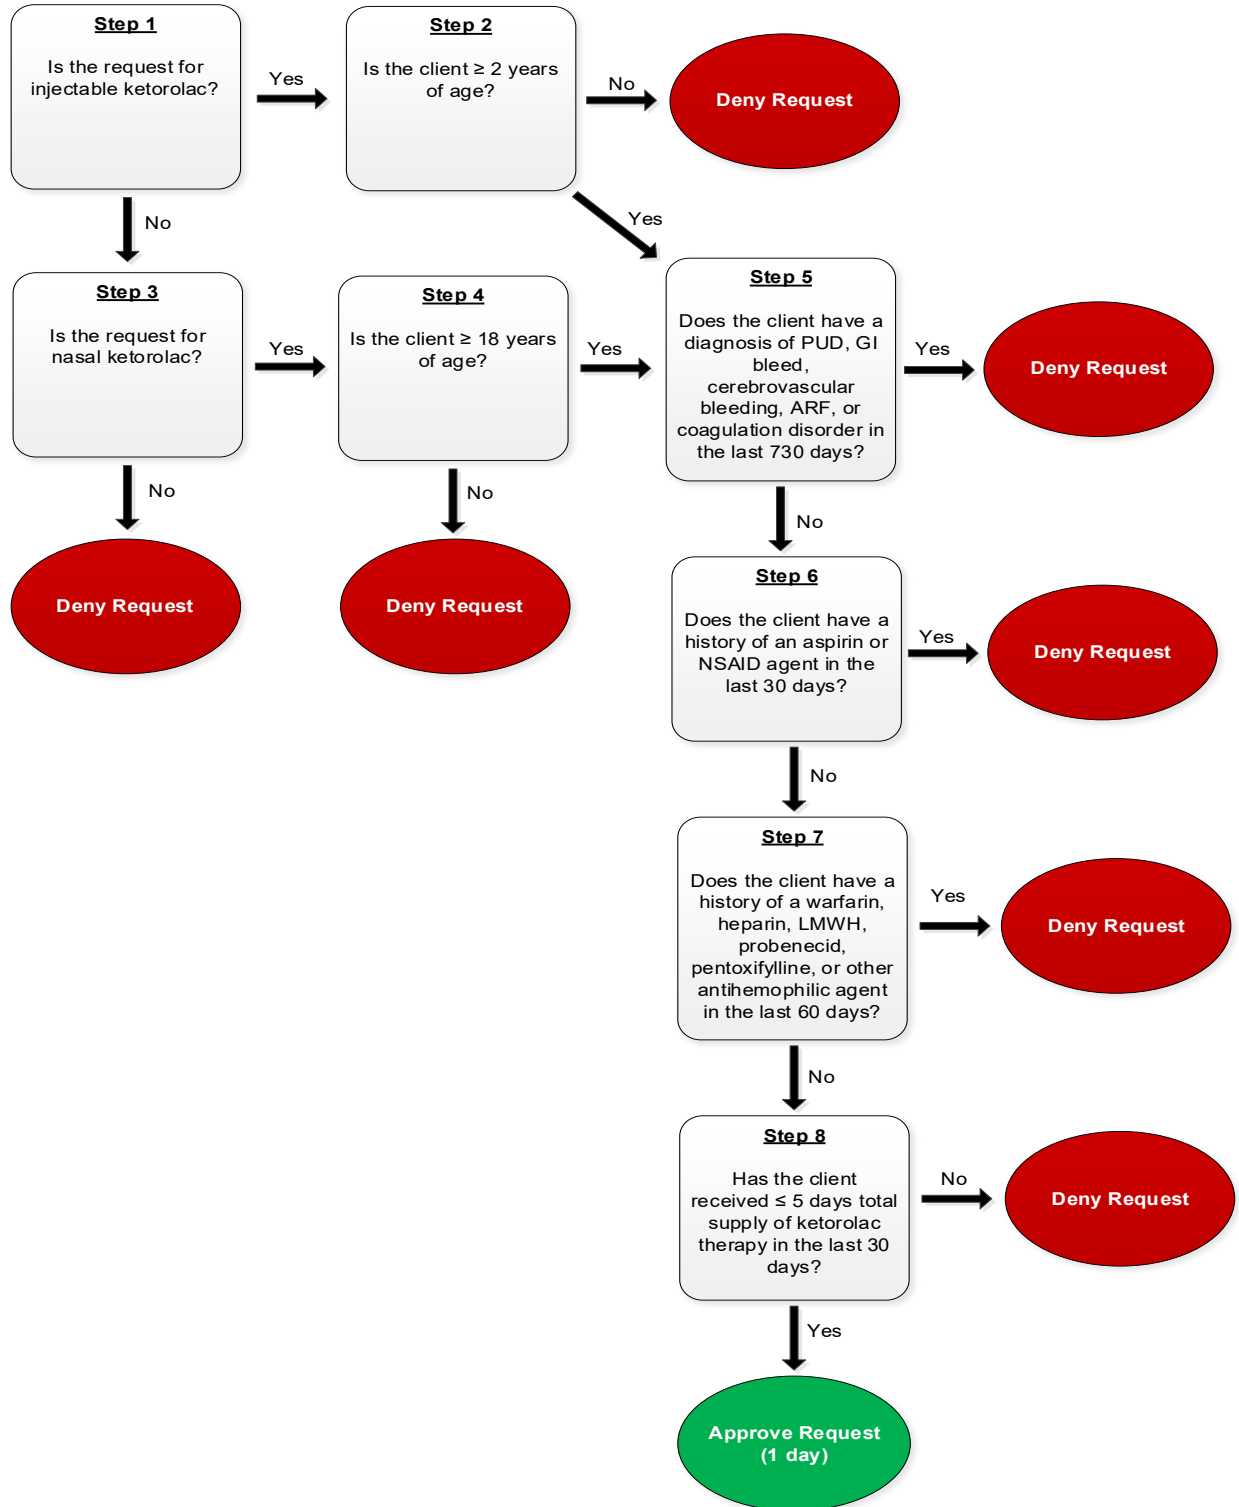 Step 1
Is the request for
injectable ketorolac?
Yes
No
Step 2
Is the client ≥ 2 years
of age?
No
Deny Request
Yes
Step 3
Is the request for
nasal ketorolac?
Yes
No
Deny Request
Step 4
Is the client ≥ 18 years
of age?
Yes
No
Deny Request
Step 5
Does the client have a
diagnosis of PUD, GI
bleed,
cerebrovascular
bleeding, ARF, or
coagulation disorder in
the last 730 days?
Yes
Deny Request
No
Step 6
Does the client have a
history of an aspirin or
NSAID agent in the
last 30 days?
Yes
Deny Request
No
Step 7
Does the client have a
history of a warfarin,
heparin, LMWH,
probenecid,
pentoxifylline, or other
antihemophilic agent
in the last 60 days?
Yes
Deny Request
No
Step 8
Has the client
received ≤ 5 days total
supply of ketorolac
therapy in the last 30
days?
No
Deny Request
Yes
Approve Request
(1 day)